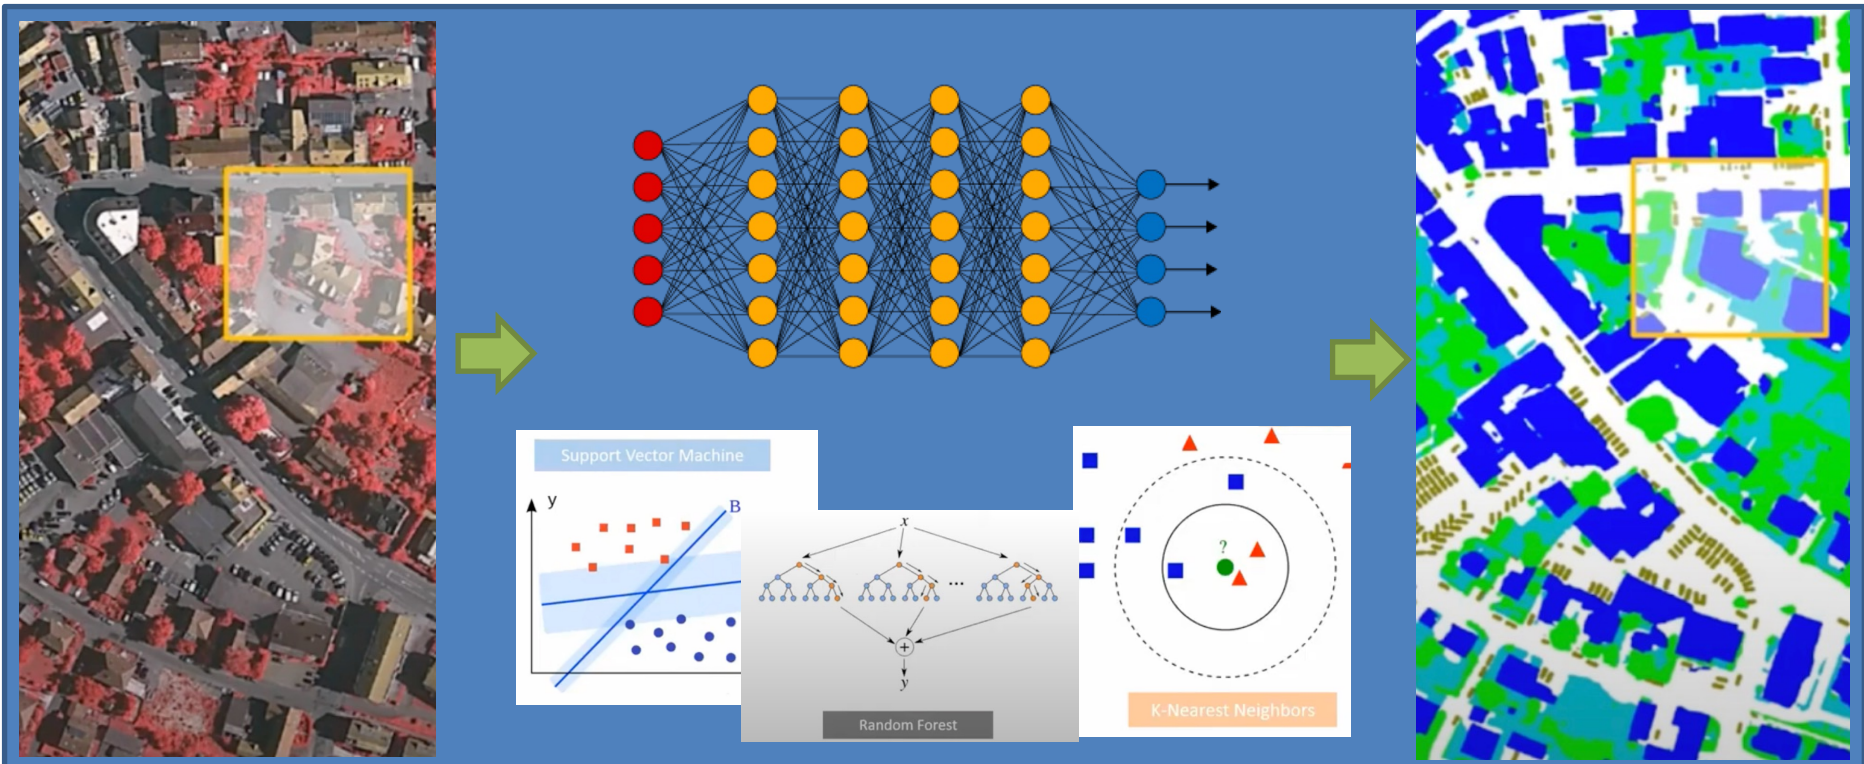 Support Vector Machine
y
B
x
...
+
y
Random Forest
?
K-Nearest Neighbors